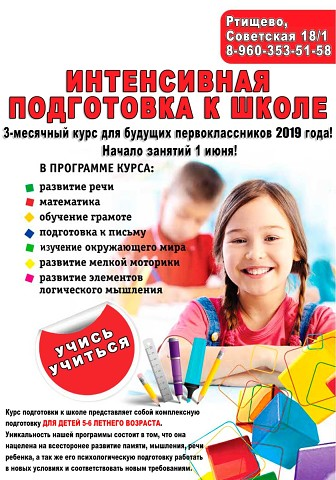 Ртищево,
Советская 18/1
8-960-353-51-58
ИНТЕНСИВНАЯ
ПОДГОТОВКА К ШКОЛЕ
3-месячный курс для будущих первоклассников 2019 года!
Начало занятий 1 июня!
В ПРОГРАММЕ КУРСА:
развитие речи
математика
обучение грамоте
подготовка к письму
изучение окружающего мира
развитие мелкой моторики
развитие элементов
логического мышления
УЧИСЬ
УЧИТЬСЯ
Курс подготовки к школе представляет собой комплексную
подготовку ДЛЯ ДЕТЕЙ 5-6 ЛЕТНЕГО ВОЗРАСТА.
Уникальность нашей программы состоит в том, что она
нацелена на всестороннее развитие памяти, мышления, речи
ребенка, а так же его психологическую подготовку работать
в новых условиях и соответствовать новым требованиям.